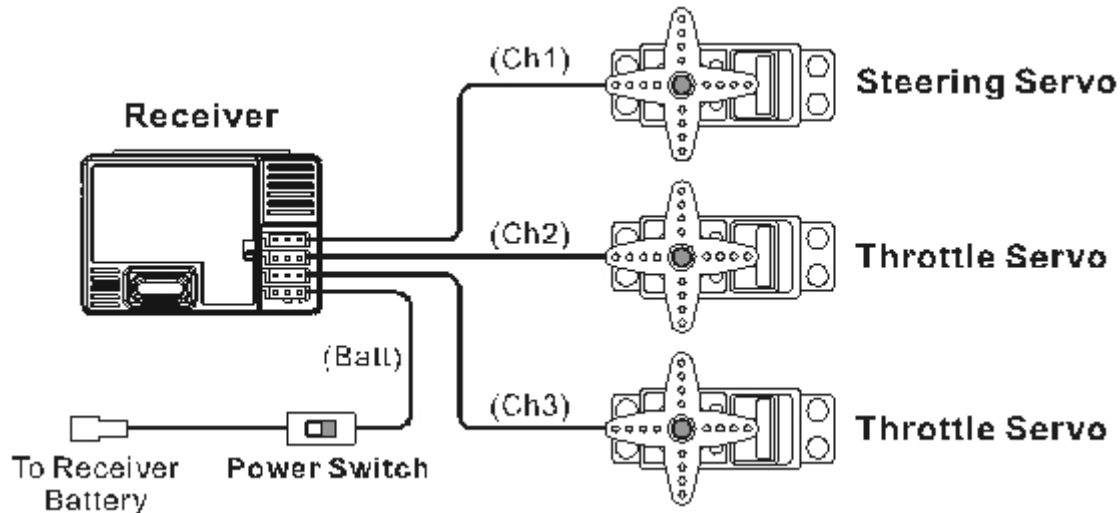 (Ch1)
Steering Servo
Receiver
(Ch2)
Throttle Servo
(Batt)
(Ch3)
Throttle Servo
To Receiver
Battery
Power Switch